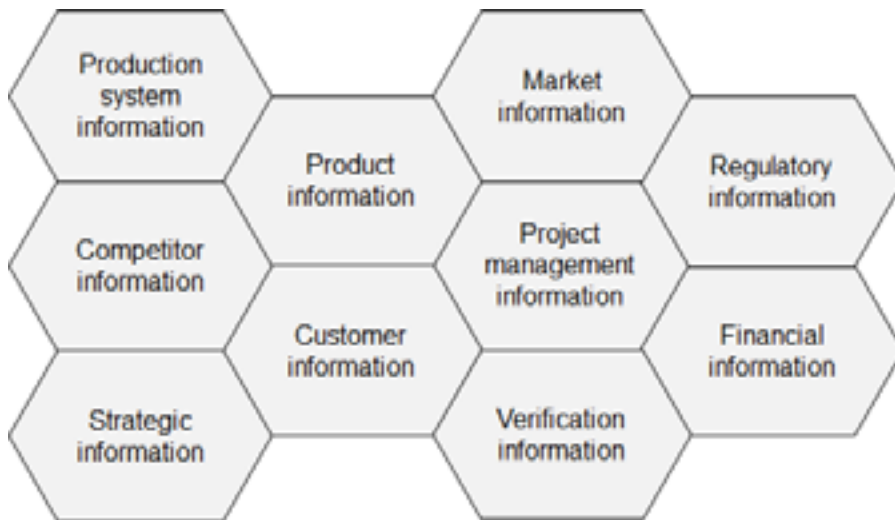 Production
system
information
Market
information
Product
information
Regulatory
information
Competitor
information
Project
management
information
Customer
information
Financial
information
Strategic
information
Verification
information